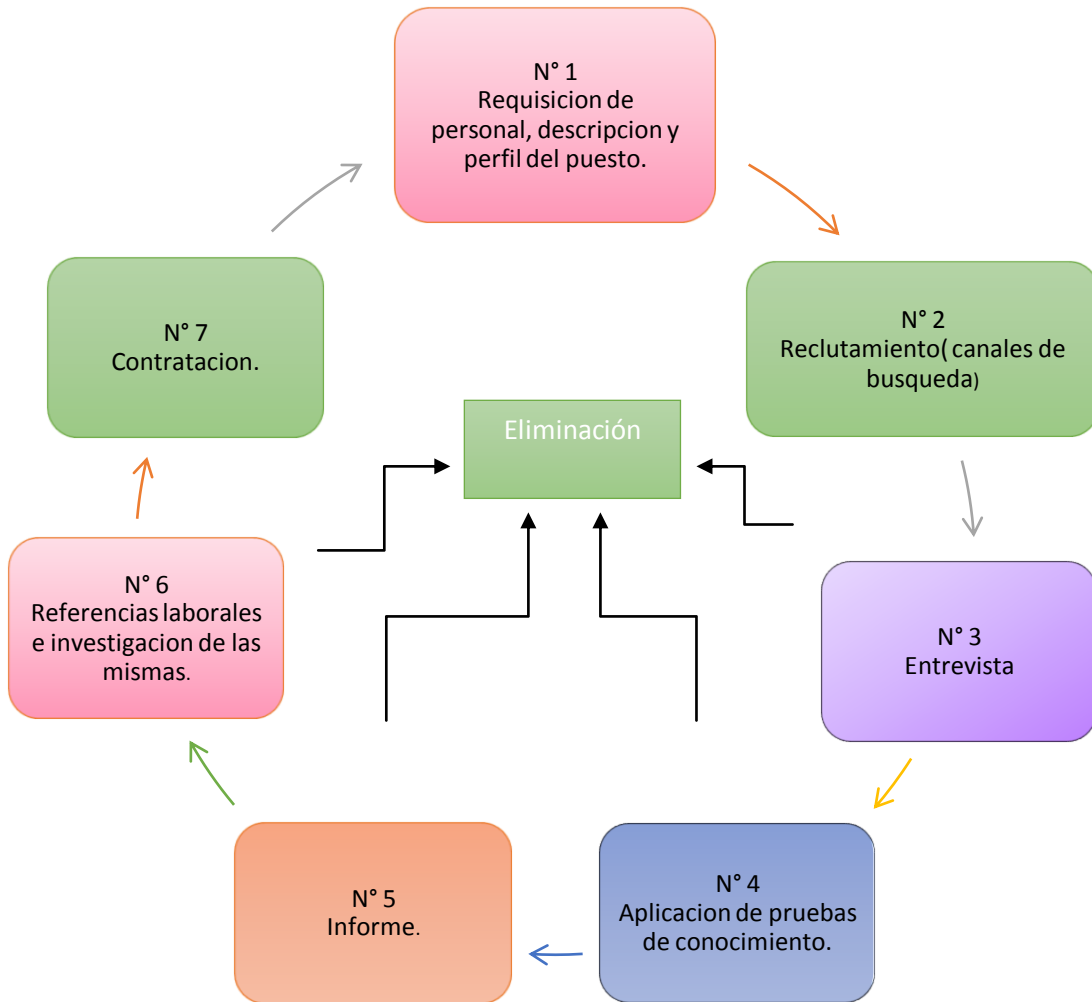 N° 1
Requisicion de
personal, descripcion y
perfil del puesto.
N° 2
Reclutamiento( canales de
busqueda)
N° 3
Entrevista
N° 4
Aplicacion de pruebas
de conocimiento.
N° 5
Informe.
N° 6
Referencias laborales
e investigacion de las
mismas.
N° 7
Contratacion.
Eliminación